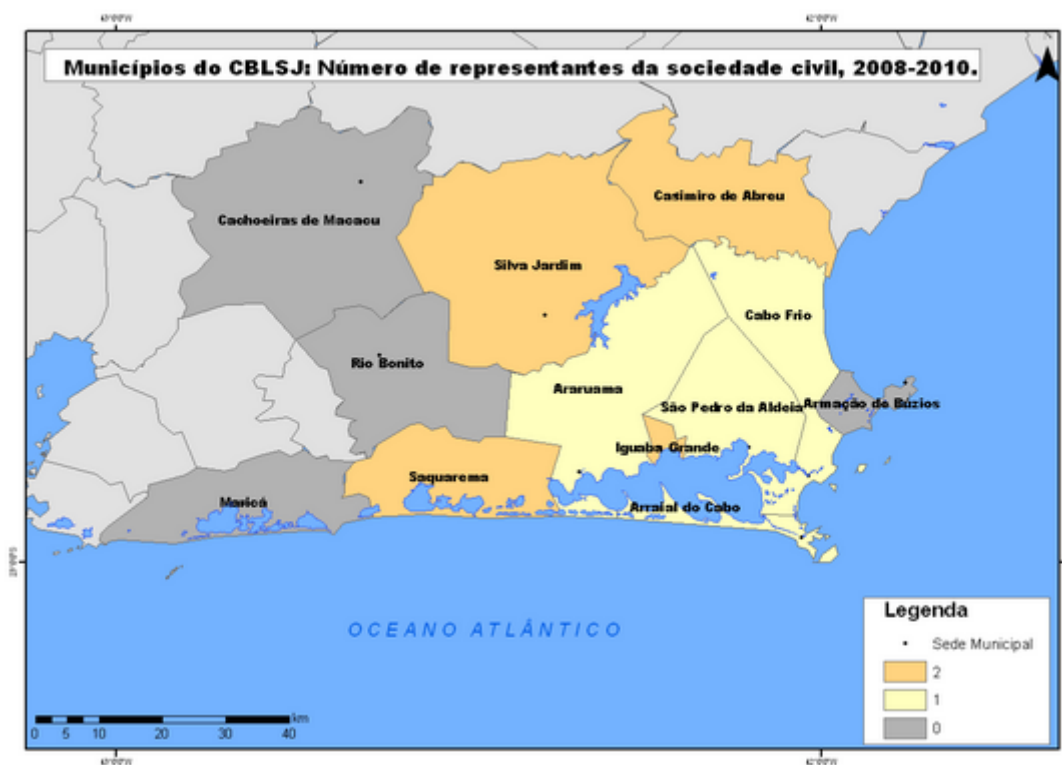 Municípios do CBLSJ: Número de representantes da sociedade civil, 2008-2010.
Casimiro de Abreu
Cachoeiras de Macacu
Silva Jardim
Cabo Frio
Rio Bonito
Araruama
São Pedro da Aldeia
Armação de Búzios
Iguaba Grande
Saquarema
Maricá
Arraial do Cabo
OCEANO ATLÂNTICO
Legenda
Sede Municipal
2
1
0
km
0 5 10 20 30 40